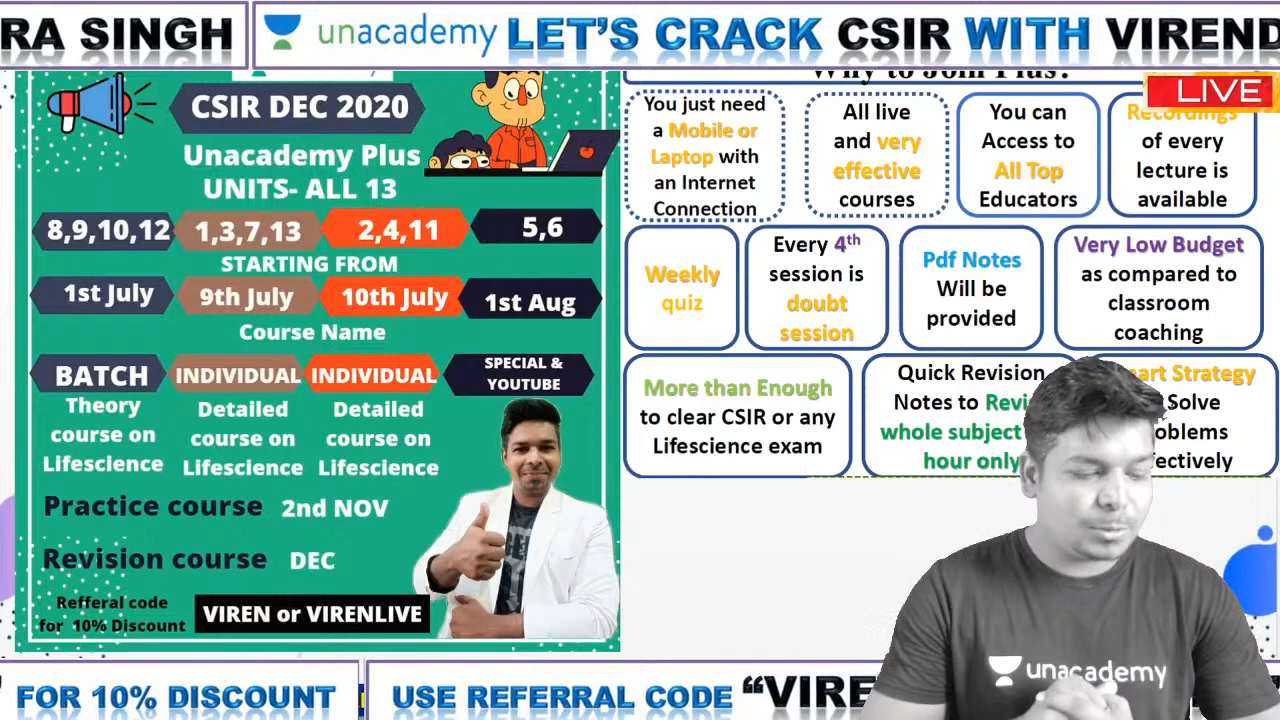 RA SINGH
unacademy LET'S CRACK CSIR WITH VIREND
CSIR DEC 2020
Unacademy Plus
UNITS- ALL 13
8,9,10,12 1,3,7,13 2,4,11 5,6
STARTING FROM
1st July 9th July 10th July 1st Aug
Course Name
BATCH INDIVIDUAL INDIVIDUAL SPECIAL & YOUTUBE
Theory
course on
Lifescience
Detailed
course on
Lifescience
Detailed
course on
Lifescience
Practice course 2nd NOV
Revision course DEC
Refferal code
for 10% Discount
VIREN or VIRENLIVE
Why to Join Plus?
LIVE
You just need
a Mobile or
Laptop with
an Internet
Connection
All live
and very
effective
courses
You can
Access to
All Top
Educators
Recordings
of every
lecture is
available
Weekly
quiz
Every 4th
session is
doubt
session
Pdf Notes
Will be
provided
Very Low Budget
as compared to
classroom
coaching
More than Enough
to clear CSIR or any
Lifescience exam
Quick Revision
Notes to
whole subject
hour only
Strategy
Solve
unacademy
FOR 10% DISCOUNT
USE REFERRAL CODE "VIRE